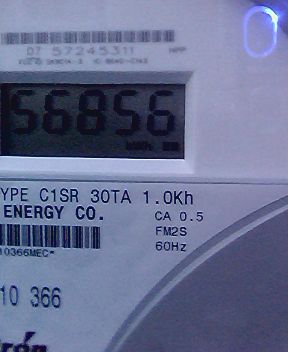 07 57245311
56856
kWh
YPE C1SR 30TA 1.0Kh
ENERGY CO.
CA 0.5
FM2S
60Hz
10366MEC*
10 366
rón